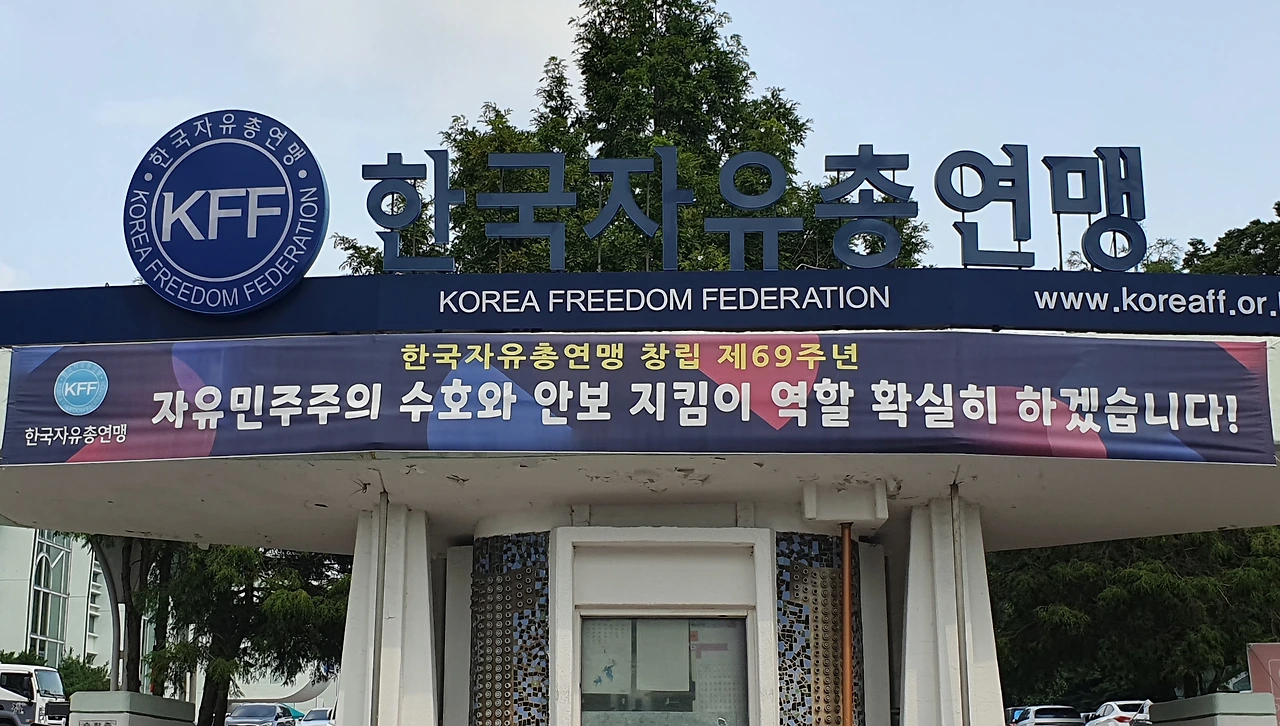 한국자유총연맹
KFF
KOREA FREEDOM FEDERATION
한국자유총연맹
KOREA FREEDOM FEDERATION
www.koreaff.or.
한국자유총연맹 창립 제69주년
자유민주주의 수호와 안보 지킴이 역할 확실히 하겠습니다!
KFF
한국자유총연맹